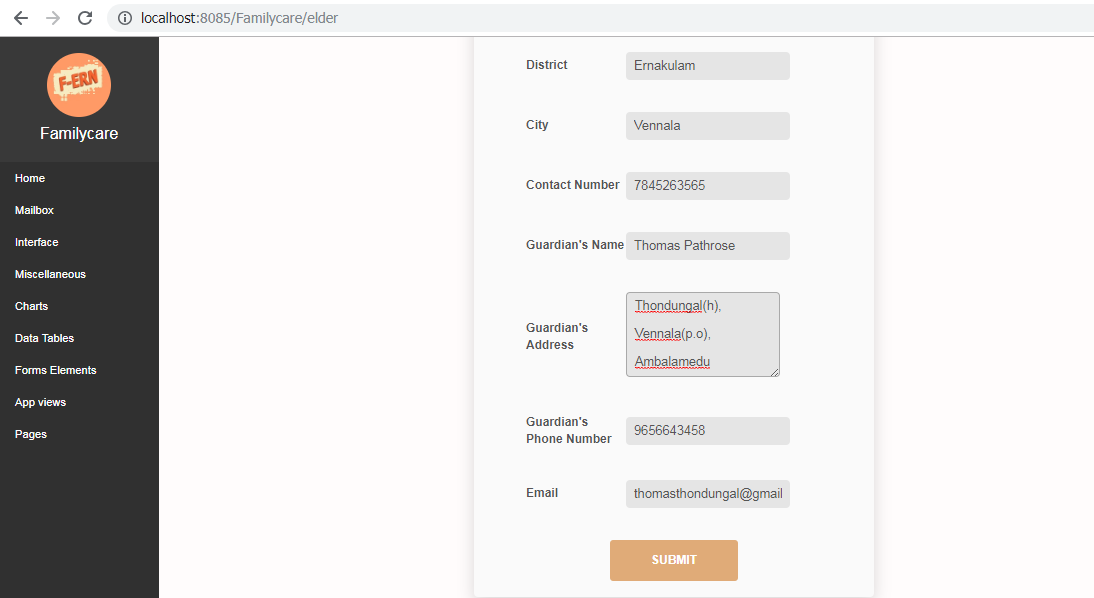 localhost:8085/Familycare/elder
F-ERN
Familycare
Home
Mailbox
Interface
Miscellaneous
Charts
Data Tables
Forms Elements
App views
Pages
District
Ernakulam
City
Vennala
Contact Number
7845263565
Guardian's Name
Thomas Pathrose
Guardian's
Address
Thondungal(h),
Vennala(p.o),
Ambalamedu
Guardian's
Phone Number
9656643458
Email
thomasthondungal@gmail
SUBMIT